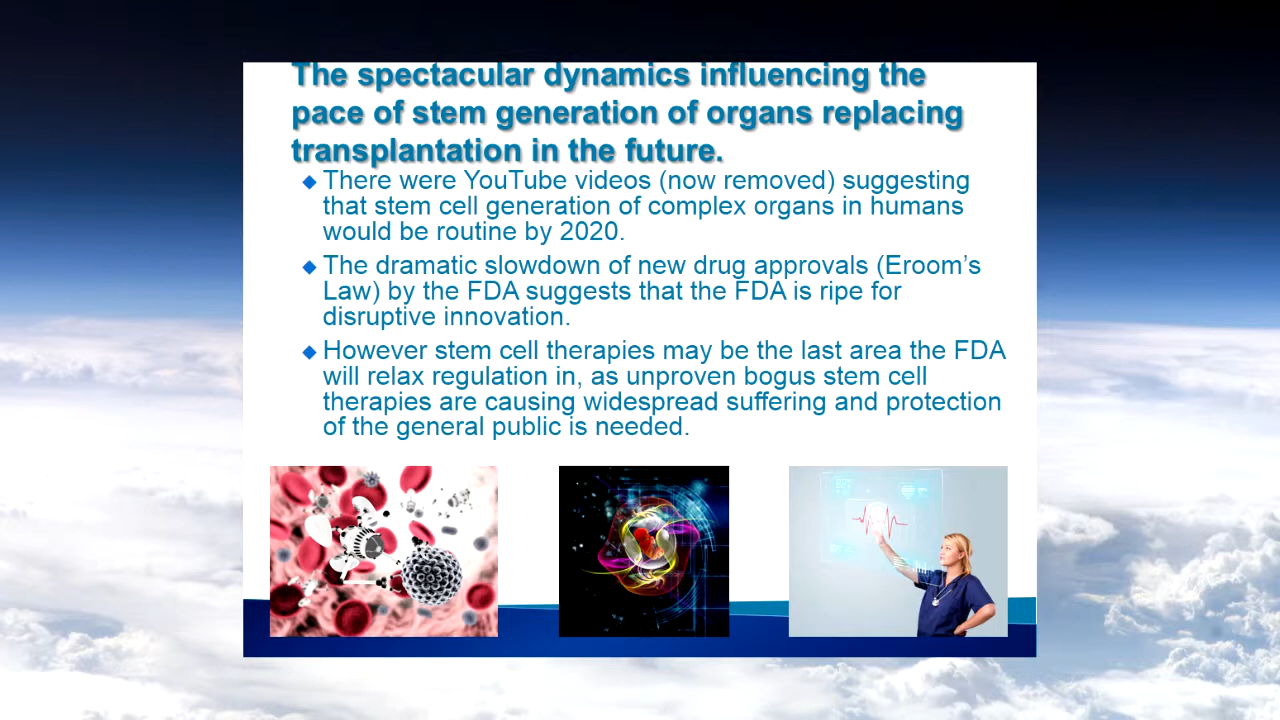 The spectacular dynamics influencing the
pace of stem generation of organs replacing
transplantation in the future.
There were YouTube videos (now removed) suggesting
that stem cell generation of complex organs in humans
would be routine by 2020.
The dramatic slowdown of new drug approvals (Eroom’s
Law) by the FDA suggests that the FDA is ripe for
disruptive innovation.
However stem cell therapies may be the last area the FDA
will relax regulation in, as unproven bogus stem cell
therapies are causing widespread suffering and protection
of the general public is needed.